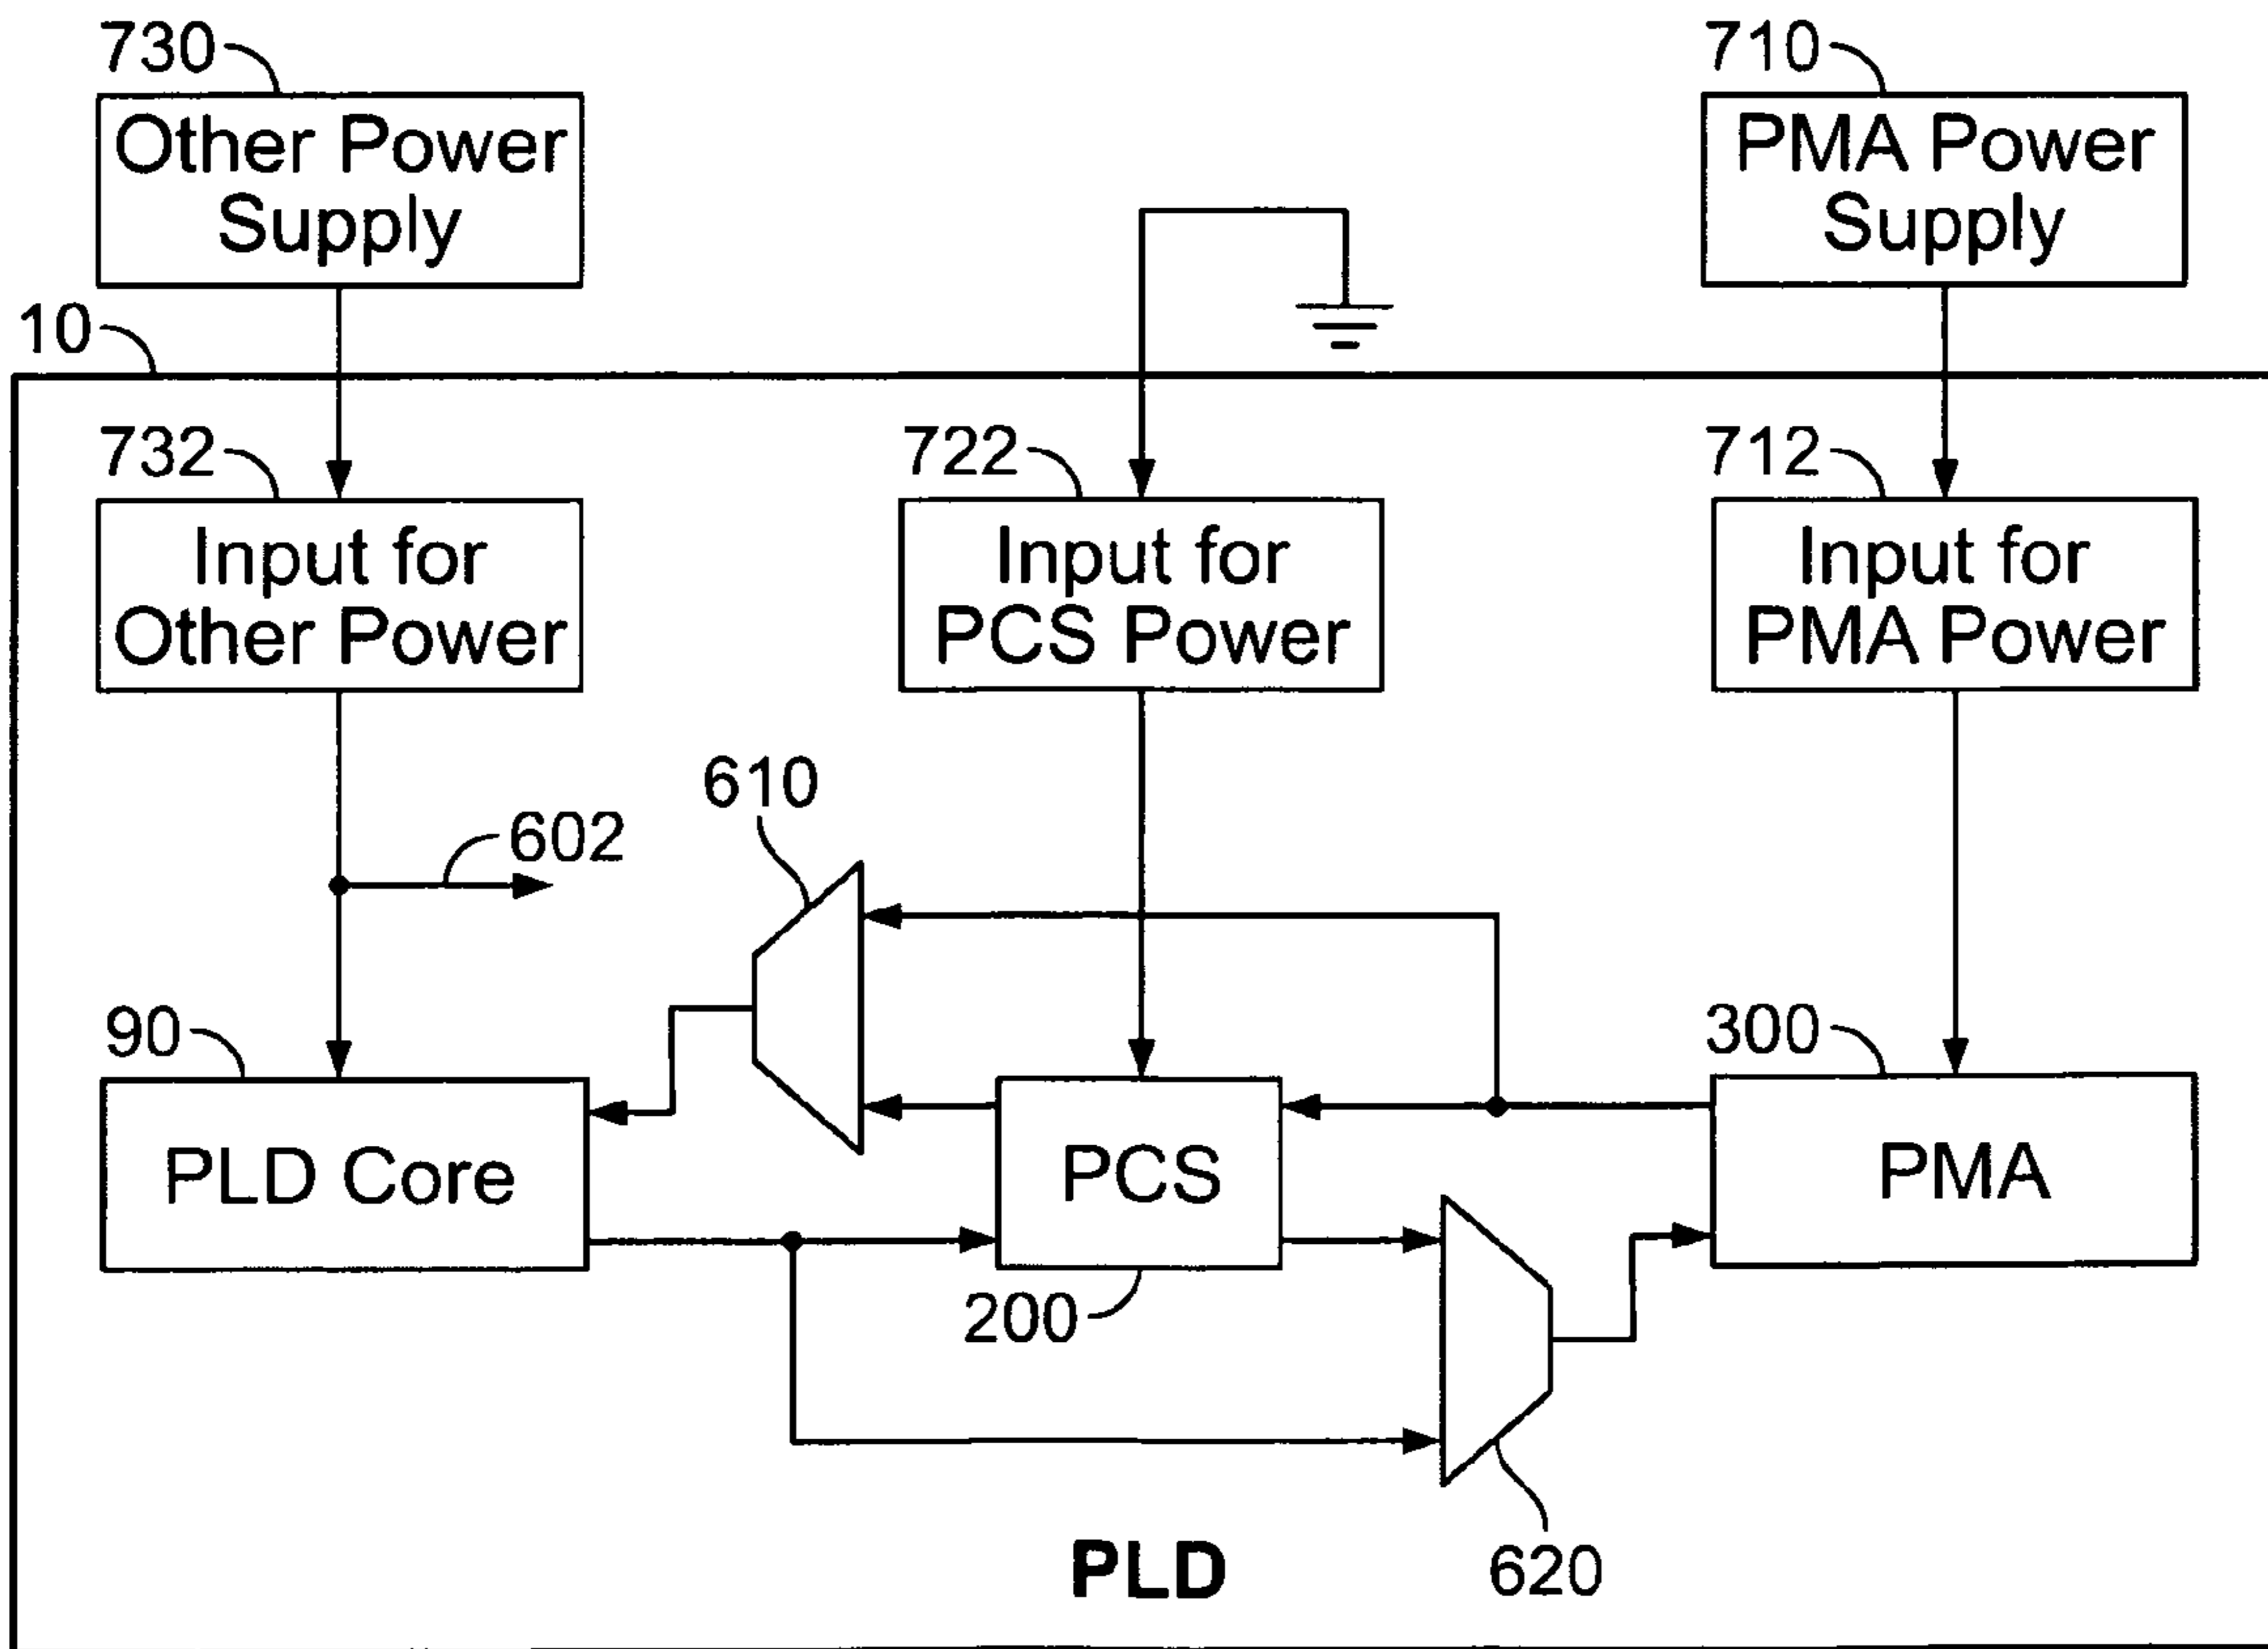 730
710
Other Power
Supply
PMA Power
Supply
10
732
722
712
Input for
Other Power
Input for
PCS Power
Input for
PMA Power
610
602
90
300
PLD Core
PCS
PMA
200
PLD
620